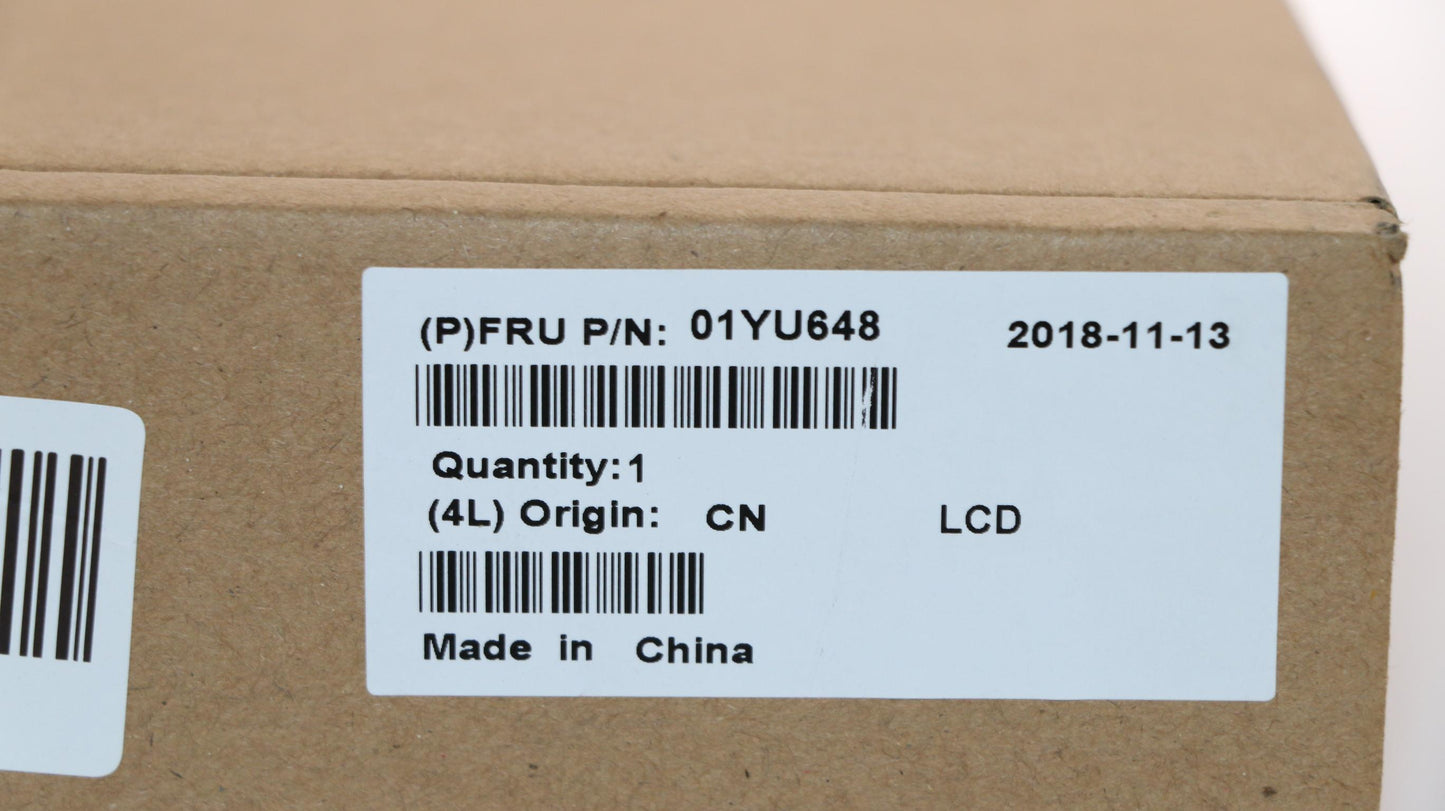 (P)FRU P/N: 01YU648 2018-11-13
Quantity:1
(4L) Origin: CN LCD
Made in China